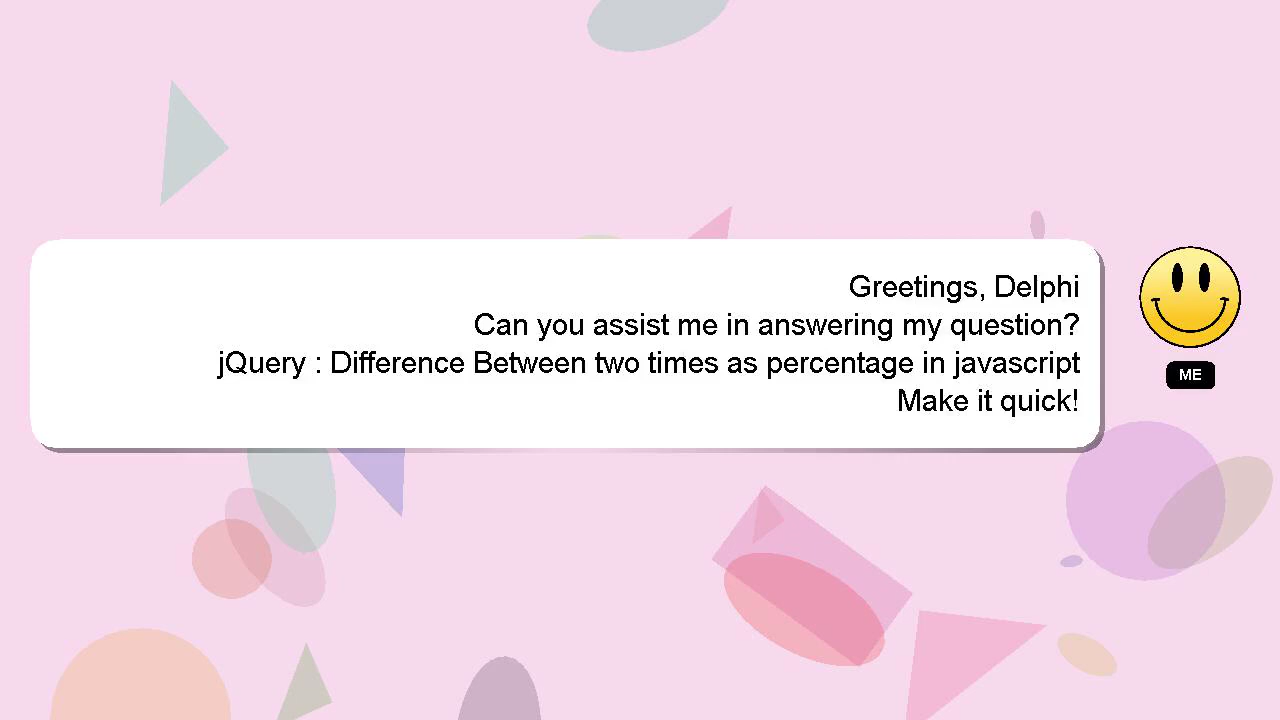 Greetings, Delphi
Can you assist me in answering my question?
jQuery : Difference Between two times as percentage in javascript
Make it quick!
ME